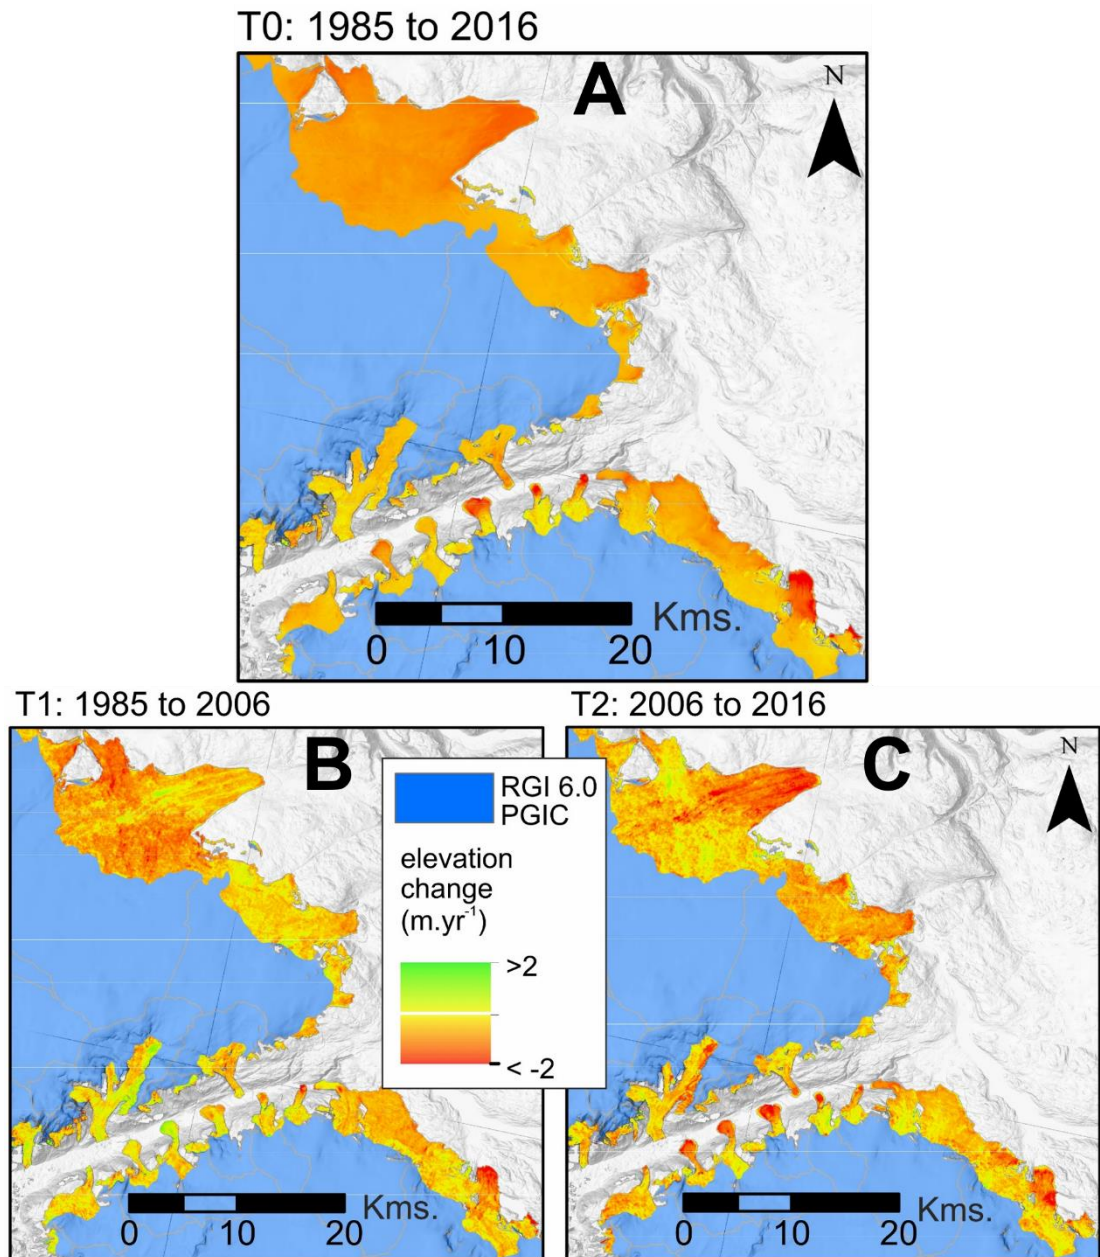 T0: 1985 to 2016
A
N
Kms.
0 10 20
T1: 1985 to 2006
T2: 2006 to 2016
B
C
N
RGI 6.0
PGIC
elevation
change
(m.yr⁻¹)
>2
< -2
Kms.
0 10 20
Kms.
0 10 20